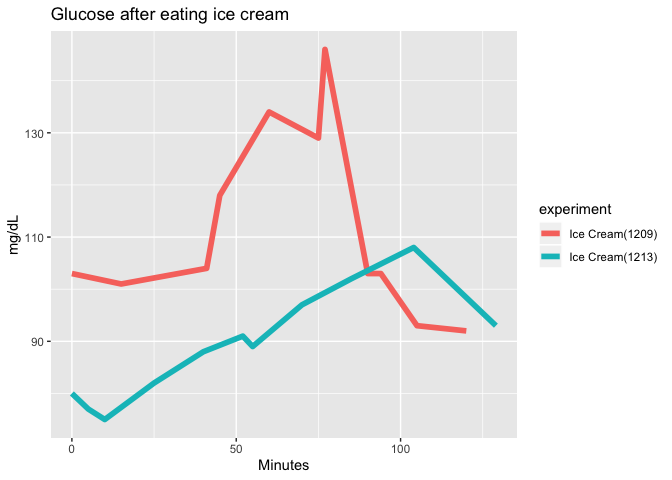 Glucose after eating ice cream
130
110
90
mg/dL
0
50
100
Minutes
experiment
Ice Cream(1209)
Ice Cream(1213)